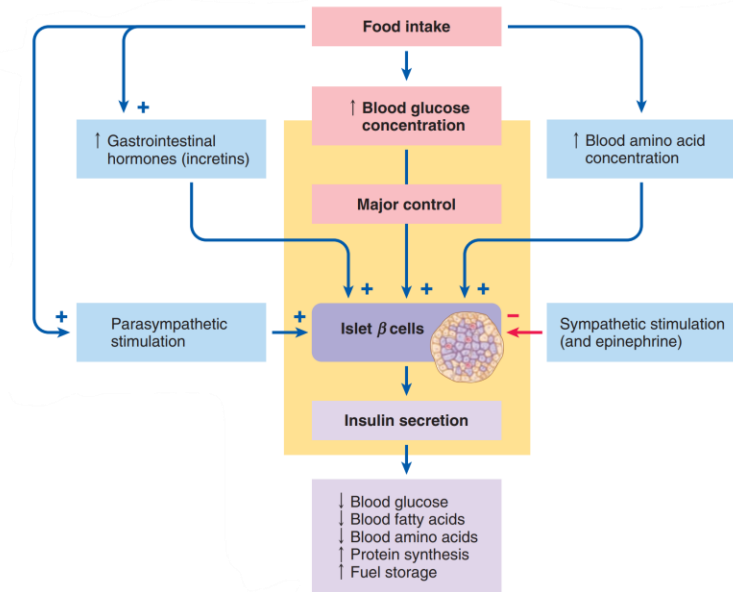 Food intake
+
↑ Blood glucose
concentration
↑ Gastrointestinal
hormones (incretins)
↑ Blood amino acid
concentration
Major control
+
+
+
+
Parasympathetic
stimulation
+
Islet β cells
–
Sympathetic stimulation
(and epinephrine)
Insulin secretion
↓ Blood glucose
↓ Blood fatty acids
↓ Blood amino acids
↑ Protein synthesis
↑ Fuel storage